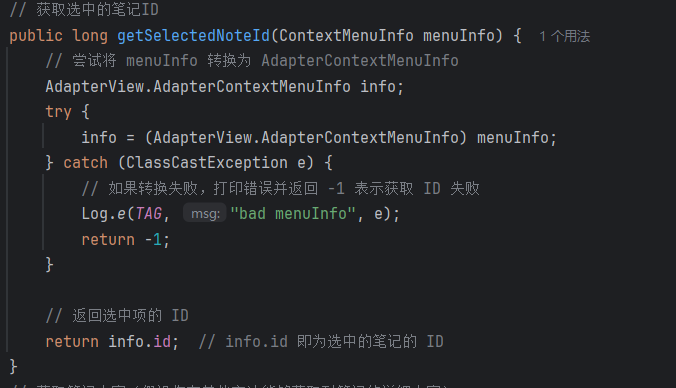 // 获取选中的笔记ID
public long getSelectedNoteId(ContextMenuInfo menuInfo) { 1 个用法
// 尝试将 menuInfo 转换为 AdapterContextMenuInfo
AdapterView.AdapterContextMenuInfo info;
try {
info = (AdapterView.AdapterContextMenuInfo) menuInfo;
} catch (ClassCastException e) {
// 如果转换失败，打印错误并返回 -1 表示获取 ID 失败
Log.e(TAG, msg: "bad menuInfo", e);
return -1;
}
// 返回选中项的 ID
return info.id; // info.id 即为选中的笔记的 ID
}